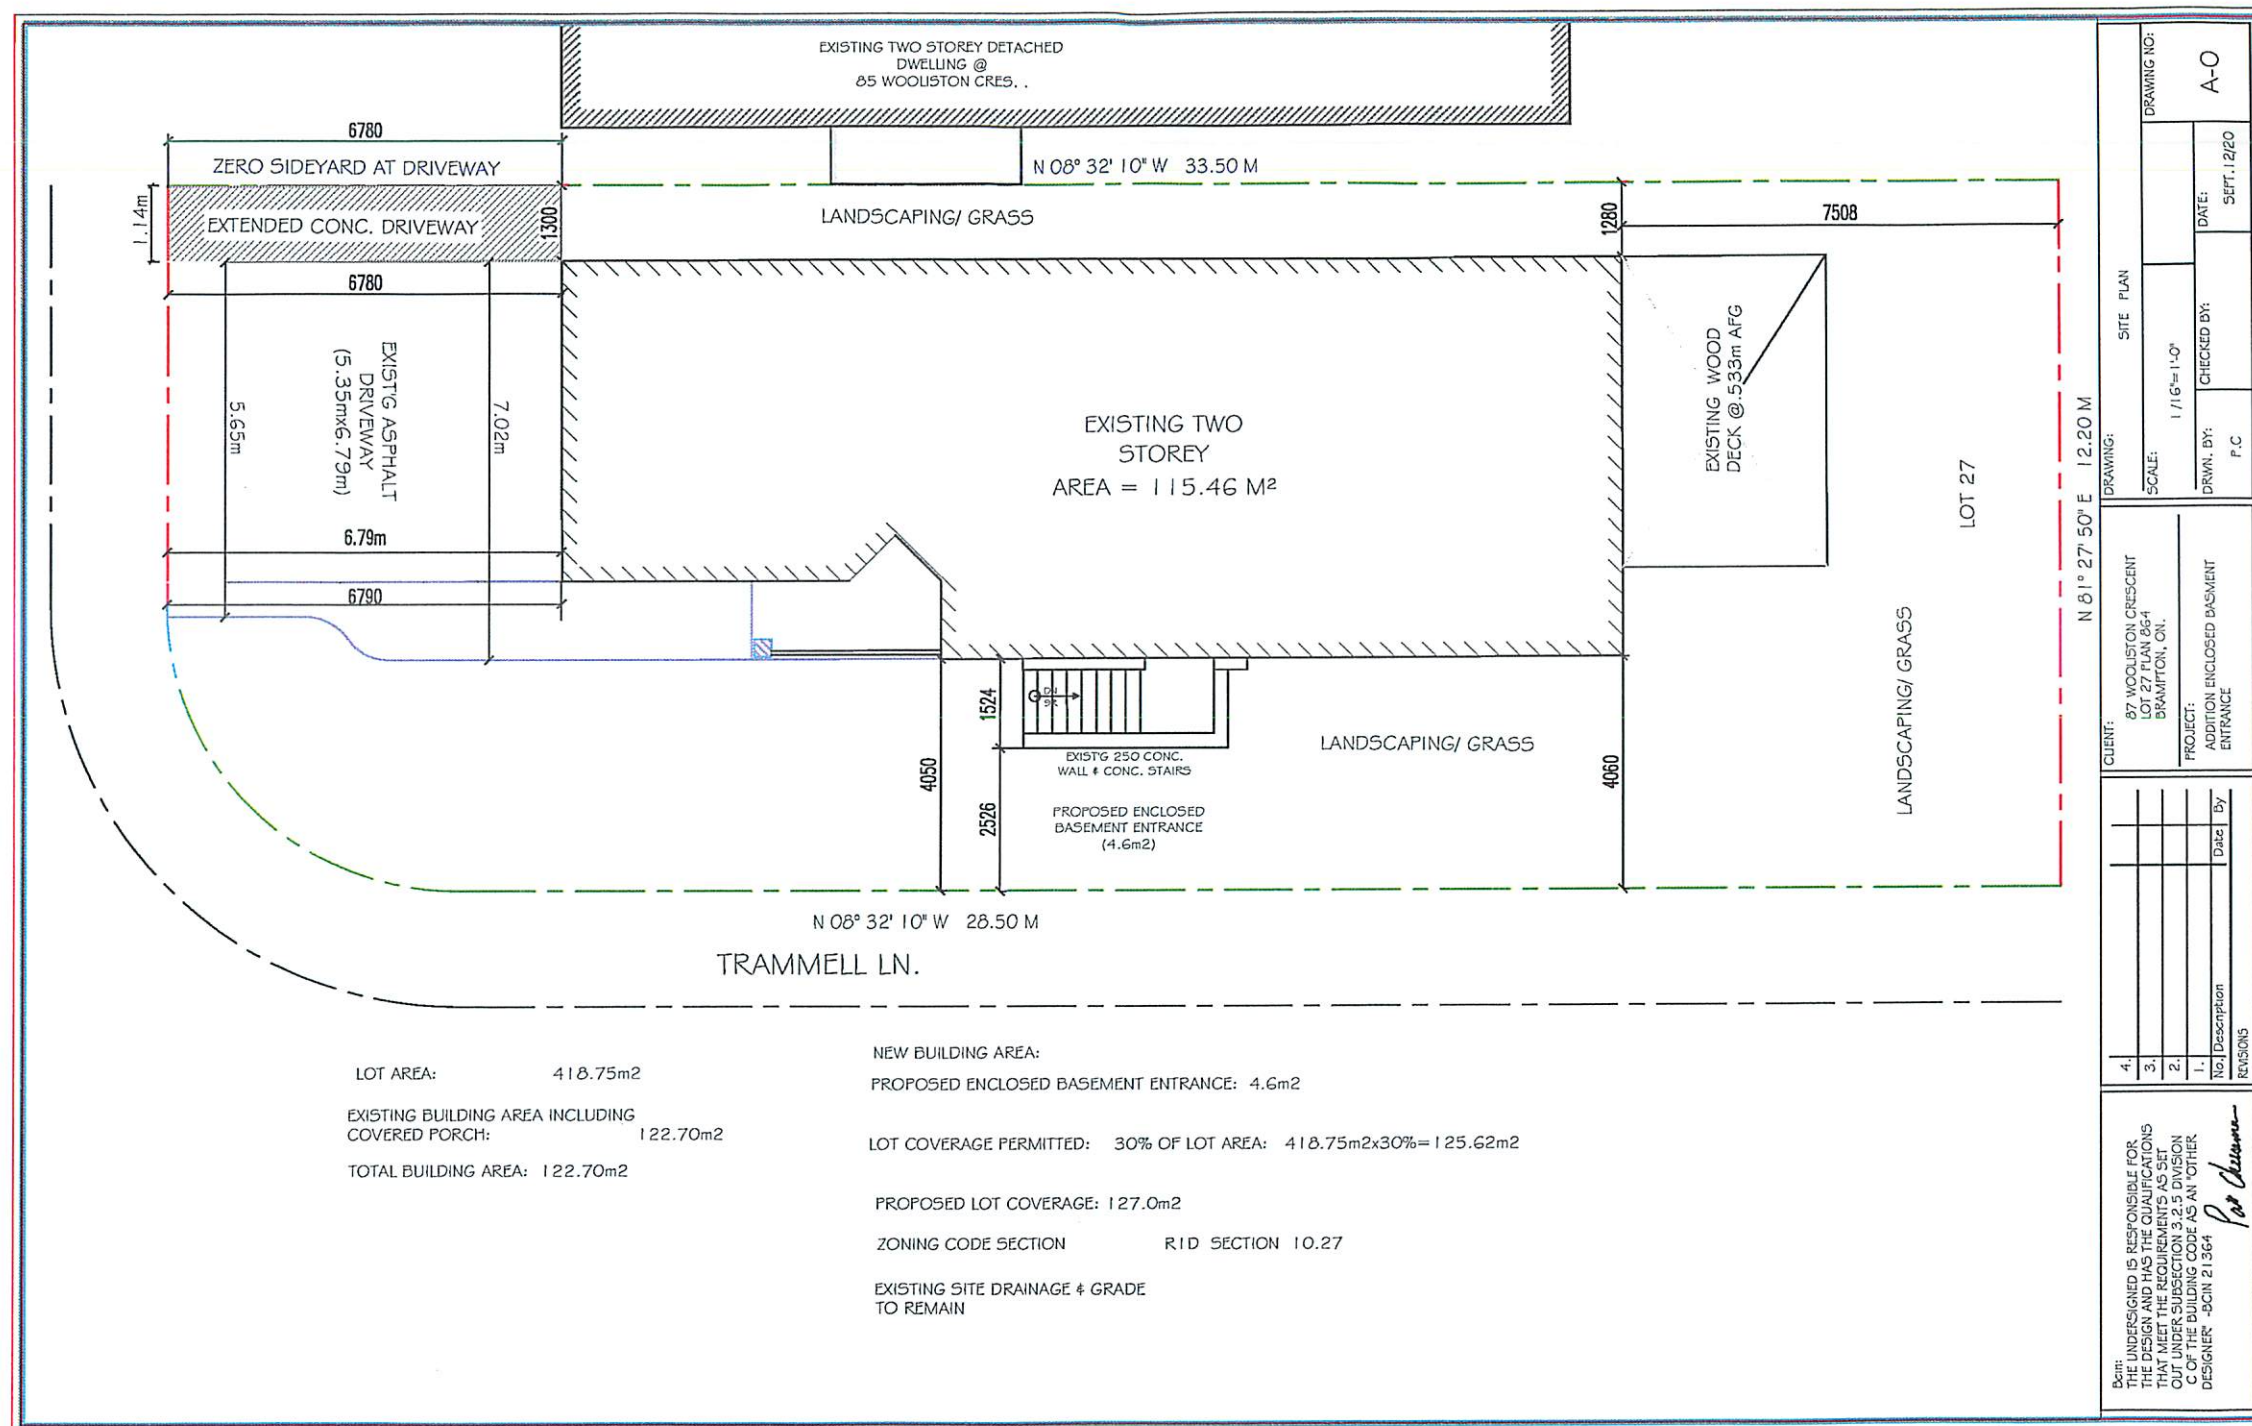 EXISTING TWO STOREY DETACHED
DWELLING @
85 WOOLISTON CRES. .
6780
ZERO SIDEYARD AT DRIVEWAY
N 08° 32' 10" W 33.50 M
1.14m
EXTENDED CONC. DRIVEWAY
1300
LANDSCAPING/ GRASS
1280
7508
6780
5.65m
EXIST'G ASPHALT
DRIVEWAY
(5.35mx6.79m)
7.02m
6.79m
6790
EXISTING TWO
STOREY
AREA = 115.46 M²
EXISTING WOOD
DECK @.533m AFG
LOT 27
N 81° 27' 50" E 12.20 M
LANDSCAPING/ GRASS
1524
DN
4050
2526
EXIST'G 250 CONC.
WALL & CONC. STAIRS
PROPOSED ENCLOSED
BASEMENT ENTRANCE
(4.6m2)
LANDSCAPING/ GRASS
4060
N 08° 32' 10" W 28.50 M
TRAMMELL LN.
LOT AREA: 418.75m2
EXISTING BUILDING AREA INCLUDING
COVERED PORCH: 122.70m2
TOTAL BUILDING AREA: 122.70m2
NEW BUILDING AREA:
PROPOSED ENCLOSED BASEMENT ENTRANCE: 4.6m2
LOT COVERAGE PERMITTED: 30% OF LOT AREA: 418.75m2x30%=125.62m2
PROPOSED LOT COVERAGE: 127.0m2
ZONING CODE SECTION R1D SECTION 10.27
EXISTING SITE DRAINAGE & GRADE
TO REMAIN
Bcin:
THE UNDERSIGNED IS RESPONSIBLE FOR
THE DESIGN AND HAS THE QUALIFICATIONS
THAT MEET THE REQUIREMENTS AS SET
OUT UNDER SUBSECTION 3.2.5 DIVISION
C OF THE BUILDING CODE AS AN "OTHER
DESIGNER" -BCIN 21364
4.
3.
2.
1.
No. Description Date By
REVISIONS
CLIENT:
87 WOOLISTON CRESCENT
LOT 27 PLAN 864
BRAMPTON, ON.
PROJECT:
ADDITION ENCLOSED BASMENT
ENTRANCE
DRAWING:
SITE PLAN
SCALE:
1/16"=1'-0"
DRWN. BY:
P.C
CHECKED BY:
DATE:
SEPT.12/20
DRAWING NO:
A-O